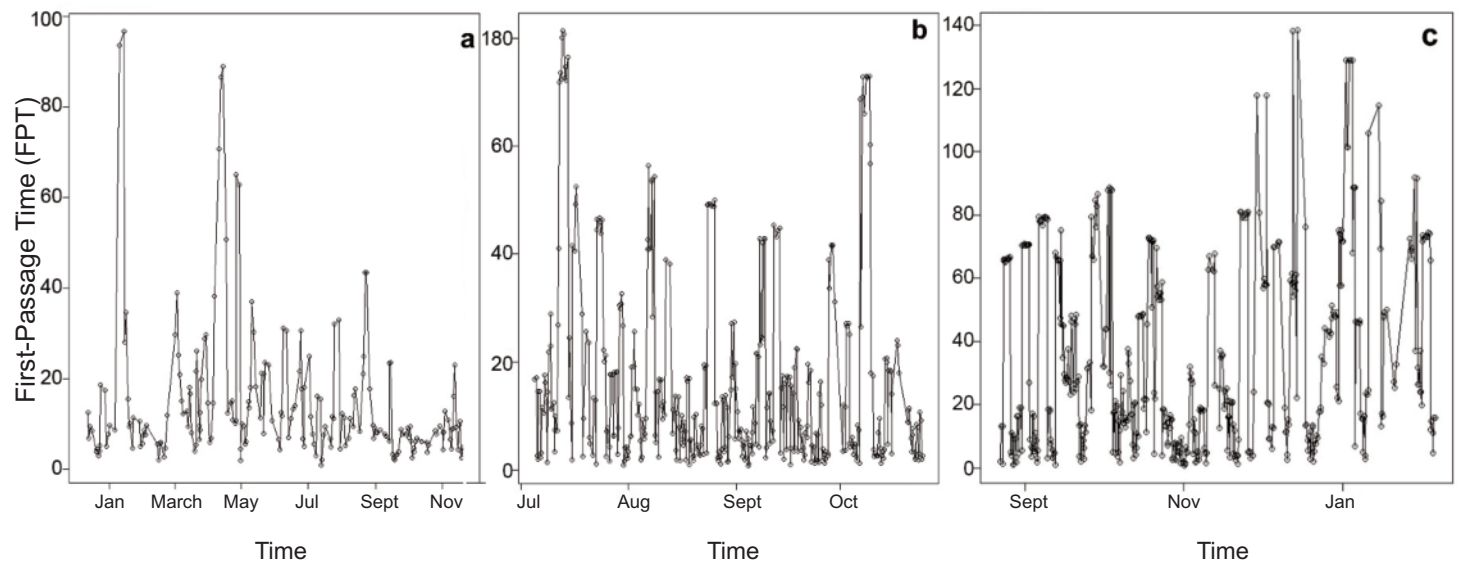 First-Passage Time (FPT)
a
100
80
60
40
20
0
Jan March May Jul Sept Nov
Time
b
180
60
40
20
0
Jul Aug Sept Oct
Time
c
140
120
100
80
60
40
20
0
Sept Nov Jan
Time